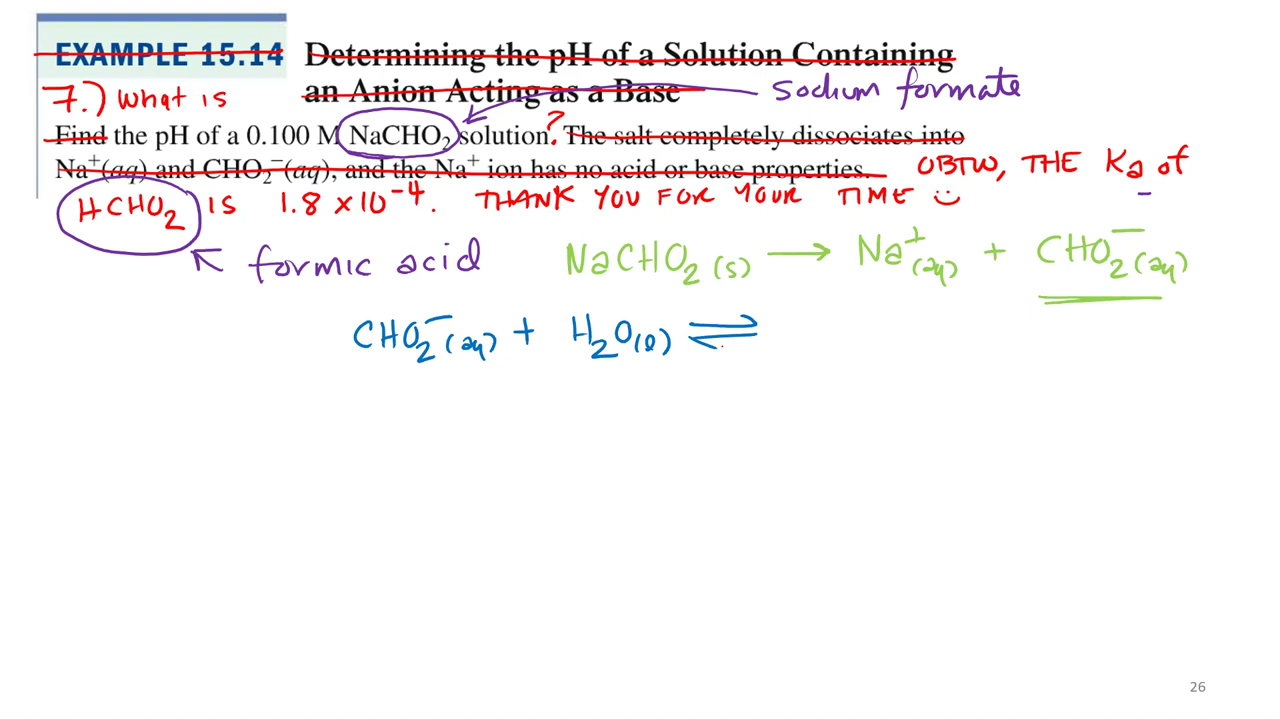 EXAMPLE 15.14 Determining the pH of a Solution Containing
an Anion Acting as a Base
sodium formate
7.) What is
Find the pH of a 0.100 M NaCHO₂ solution? The salt completely dissociates into
Na⁺(aq) and CHO₂⁻(aq), and the Na⁺ ion has no acid or base properties. OBTW, THE Ka of
HCHO₂ IS 1.8 x 10⁻⁴. THANK YOU FOR YOUR TIME ☺
formic acid NaCHO₂(s) → Na⁺(aq) + CHO₂⁻(aq)
CHO₂⁻(aq) + H₂O(l) ⇌
26